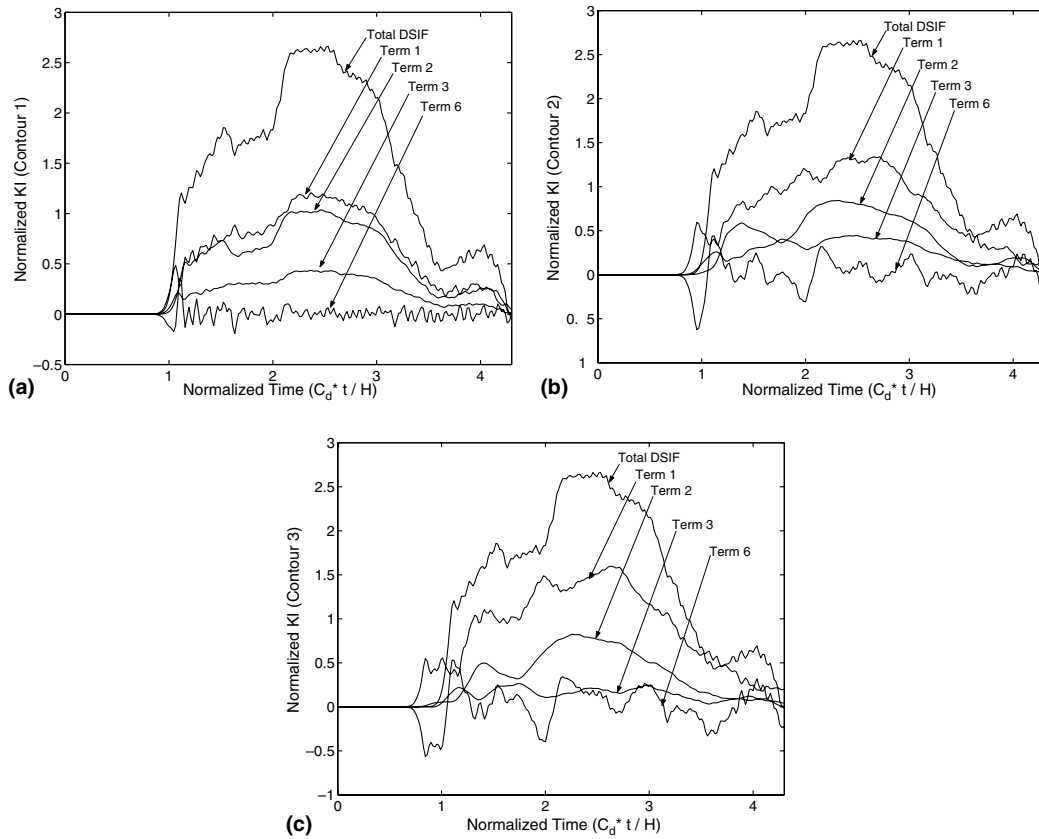 3
2.5
2
1.5
1
0.5
0
−0.5
0
1
2
3
4
Normalized KI (Contour 1)
Total DSIF
Term 1
Term 2
Term 3
Term 6
(a)
Normalized Time (C_d* t / H)
2
3
2.5
2
1.5
1
0.5
0
0. 5
1
0
1
2
3
4
Normalized KI (Contour 2)
Total DSIF
Term 1
Term 2
Term 3
Term 6
(b)
Normalized Time (C_d* t / H)
3
2.5
2
1.5
1
0.5
0
−0.5
−1
0
1
2
3
4
Normalized KI (Contour 3)
Total DSIF
Term 1
Term 2
Term 3
Term 6
(c)
Normalized Time (C_d* t / H)